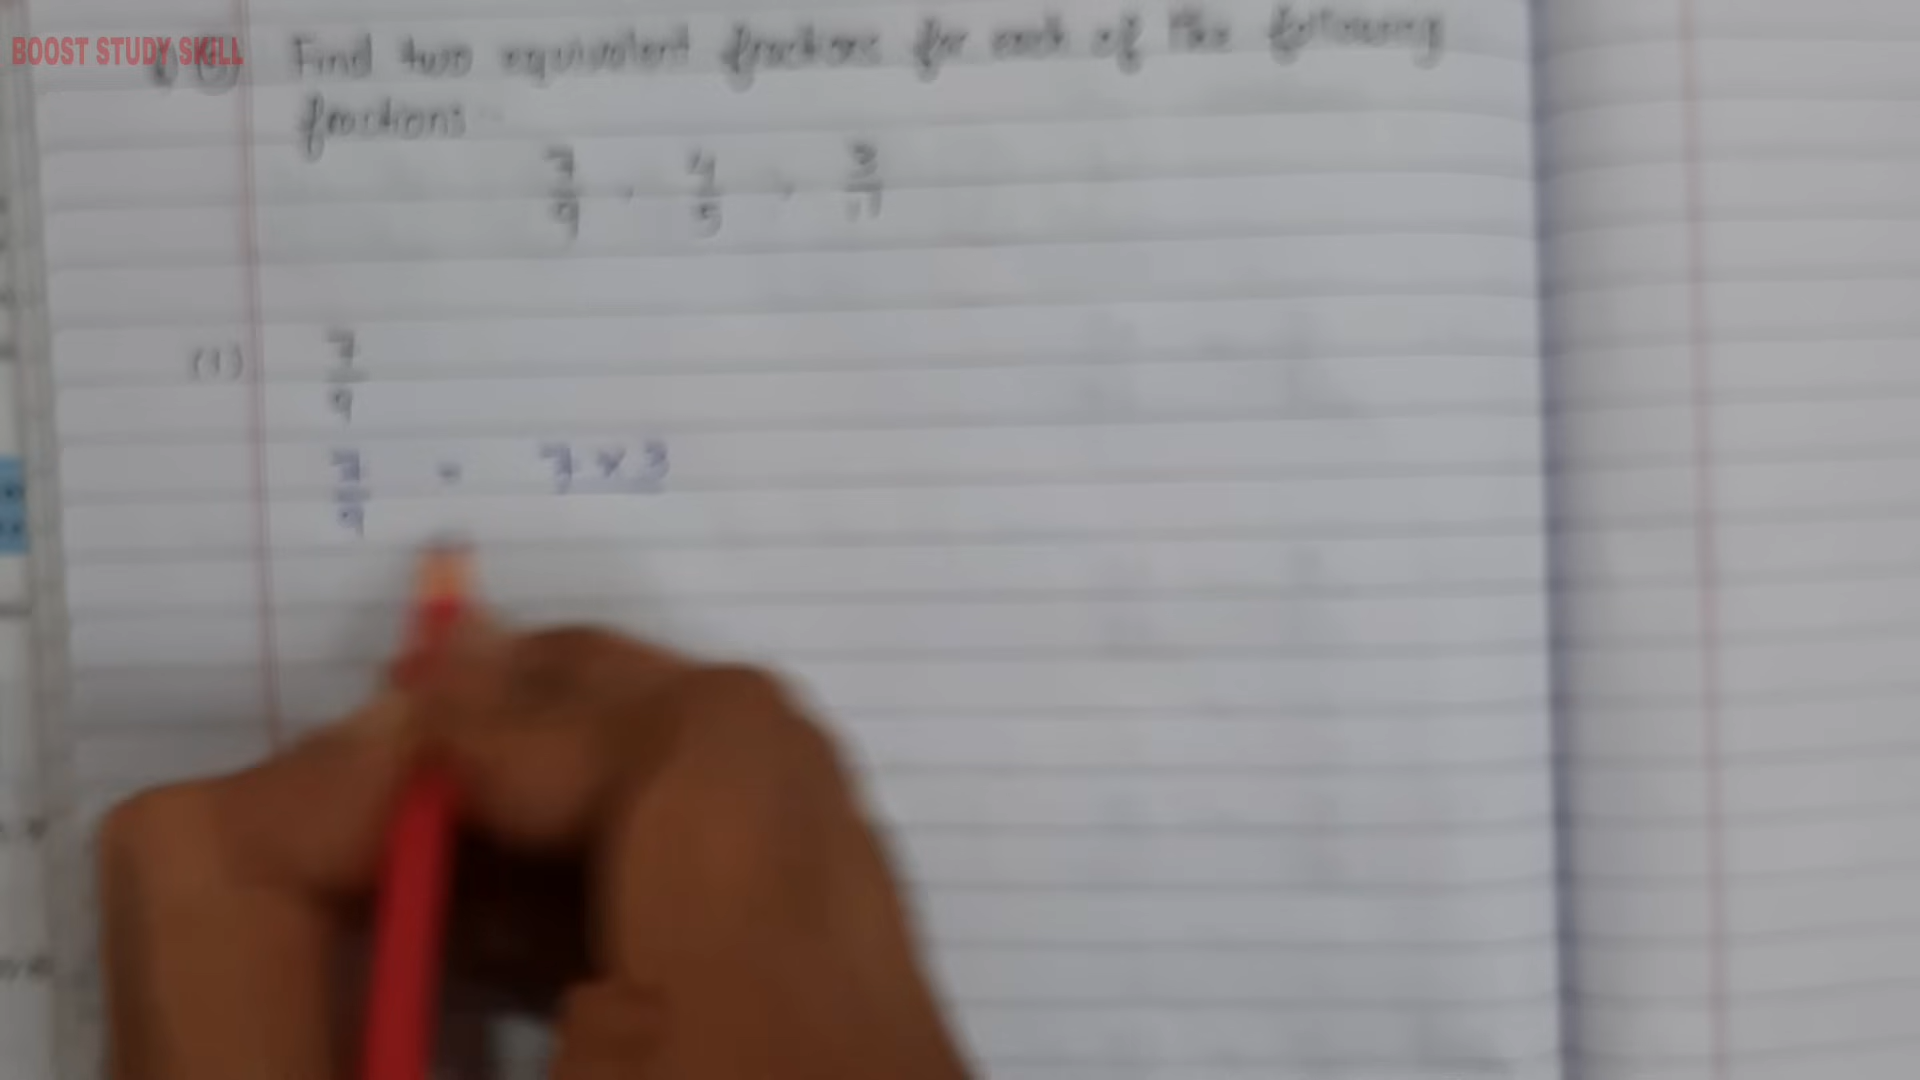 BOOST STUDY SKILL
Find two equivalent fractions for each of the following
fractions
7/9 , 4/5 , 3/11
(1) 7/9
7/9 = 7 × 3